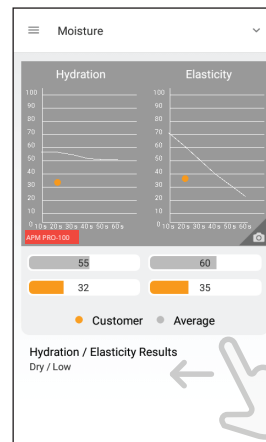 Moisture
Hydration
Elasticity
100
90
80
70
60
50
40
30
20
10
0
10s 20s 30s 40s 50s 60s
100
90
80
70
60
50
40
30
20
10
0
10s 20s 30s 40s 50s 60s
APM PRO-100
55
60
32
35
Customer
Average
Hydration / Elasticity Results
Dry / Low